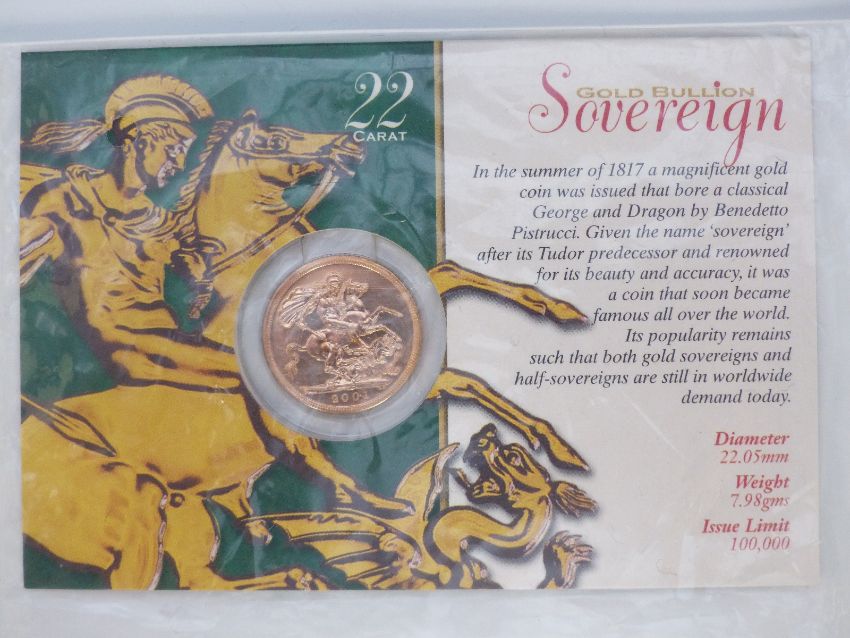 22
CARAT
GOLD BULLION
Sovereign
In the summer of 1817 a magnificent gold
coin was issued that bore a classical
George and Dragon by Benedetto
Pistrucci. Given the name ‘sovereign’
after its Tudor predecessor and renowned
for its beauty and accuracy, it was
a coin that soon became
famous all over the world.
Its popularity remains
such that both gold sovereigns and
half-sovereigns are still in worldwide
demand today.
Diameter
22.05mm
Weight
7.98gms
Issue Limit
100,000